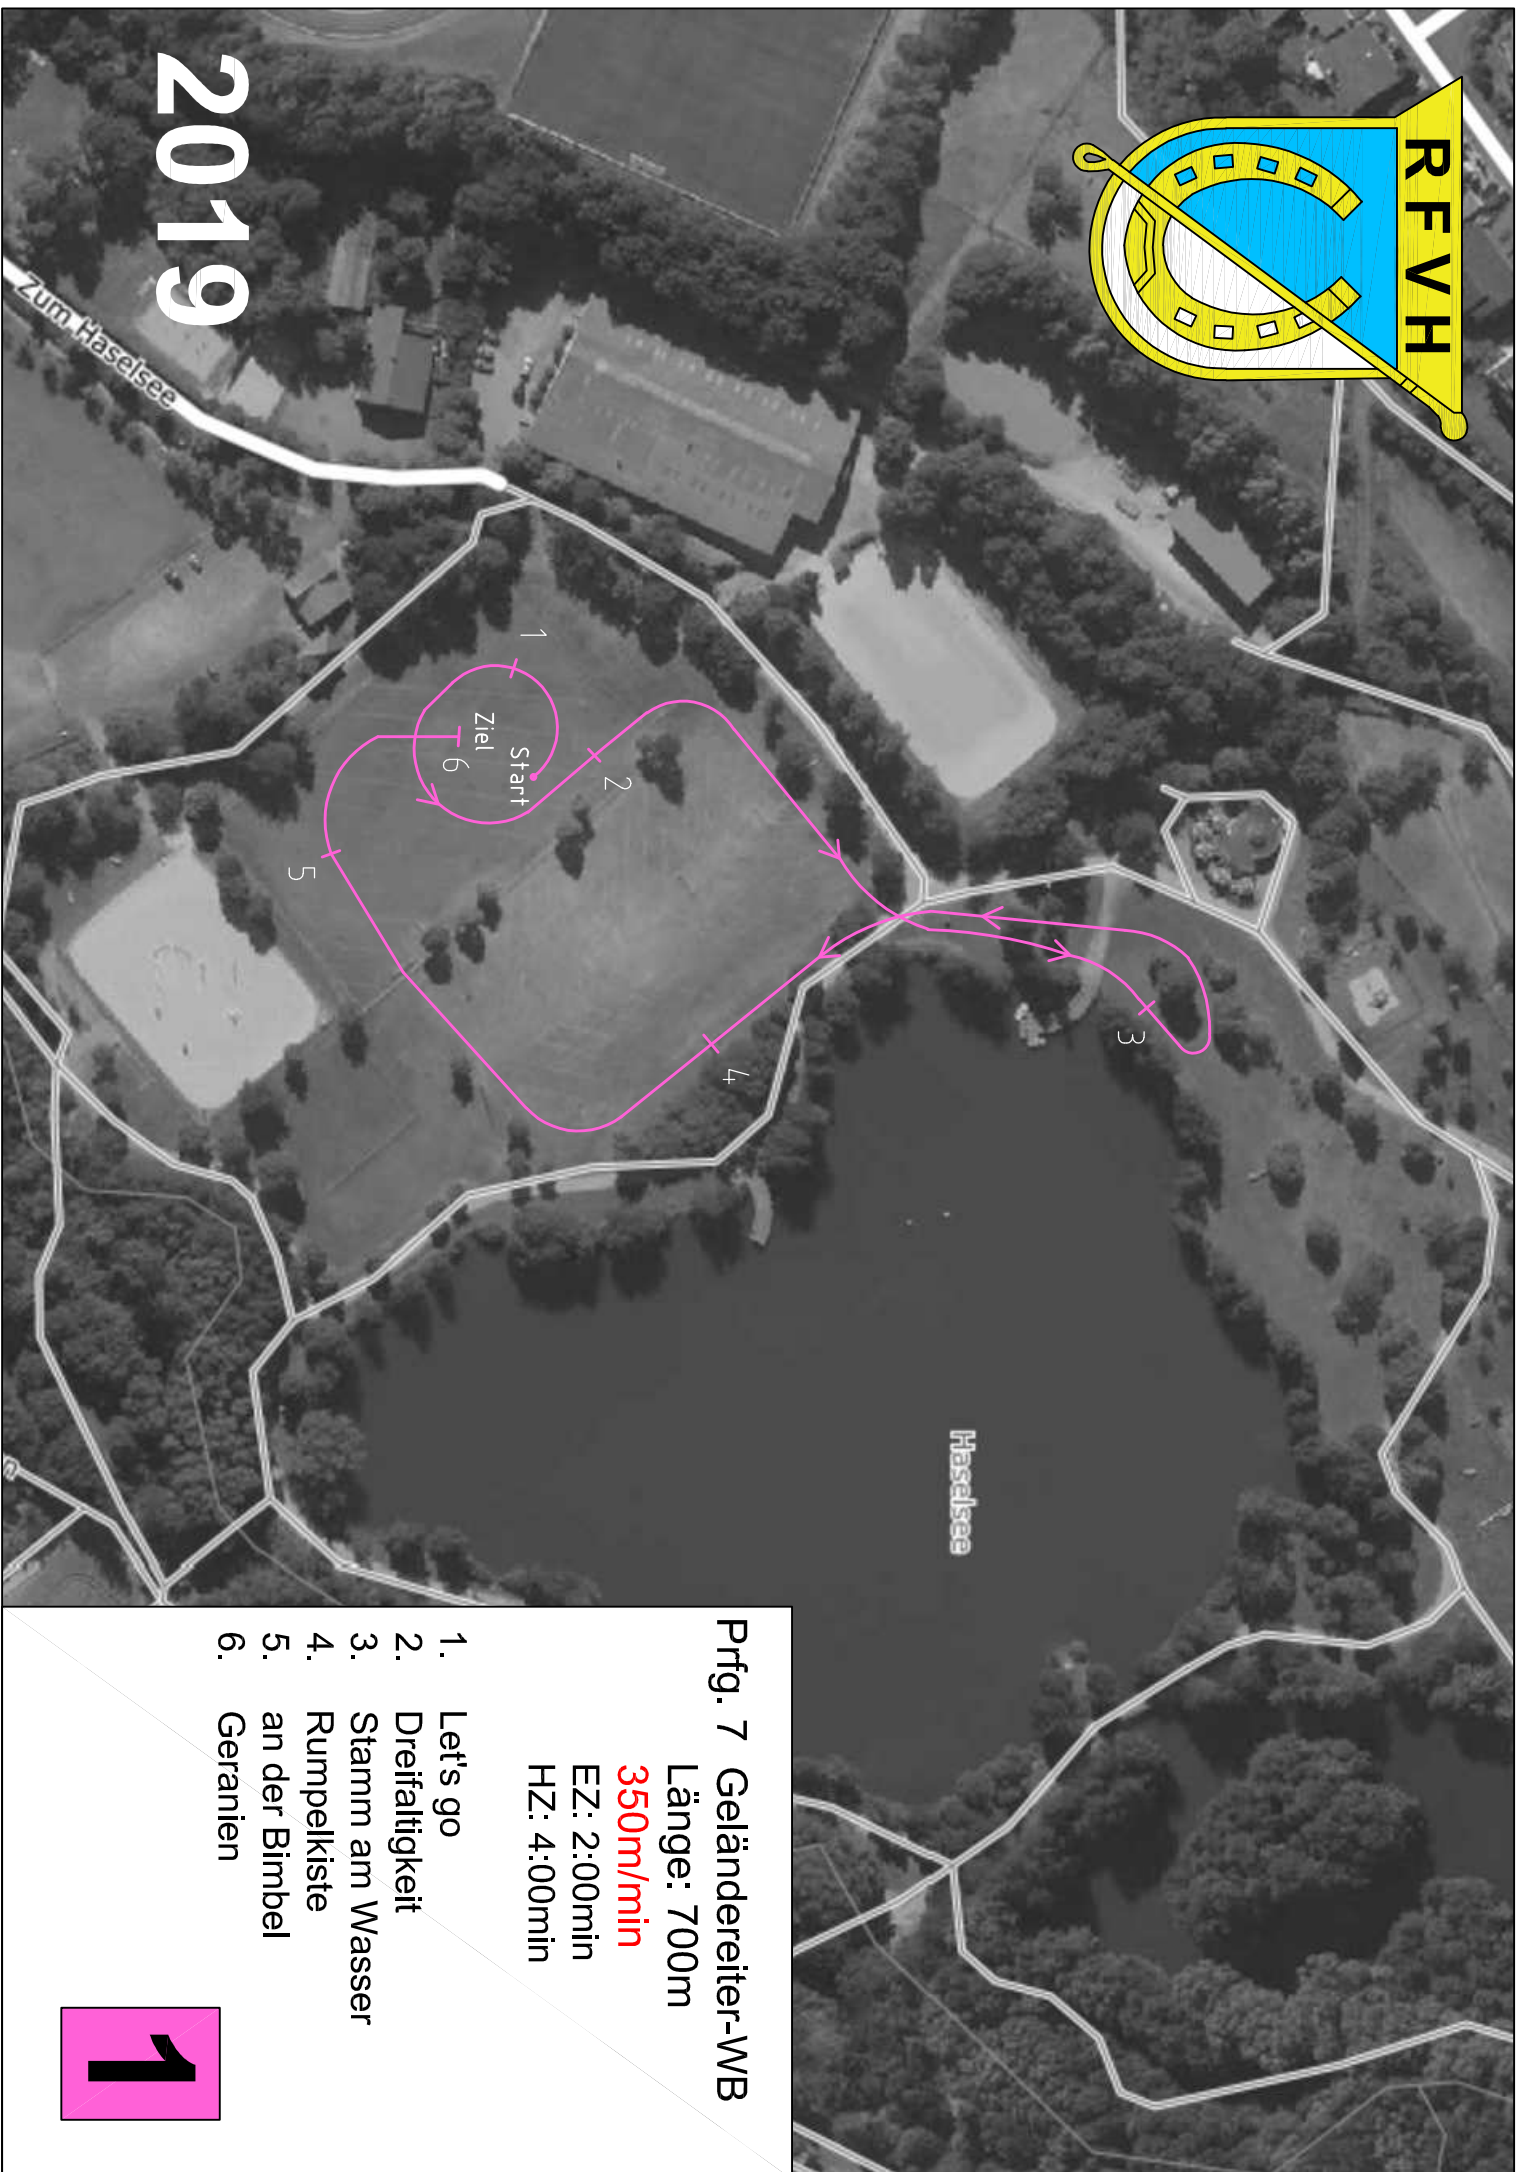 RFVH
2019
Zum Haselsee
Haselsee
Start
Ziel
1
2
3
4
5
6
Prfg. 7 Geländereiter-WB
Länge: 700m
350m/min
EZ: 2:00min
HZ: 4:00min
1. Let's go
2. Dreifaltigkeit
3. Stamm am Wasser
4. Rumpelkiste
5. an der Bimbel
6. Geranien
1